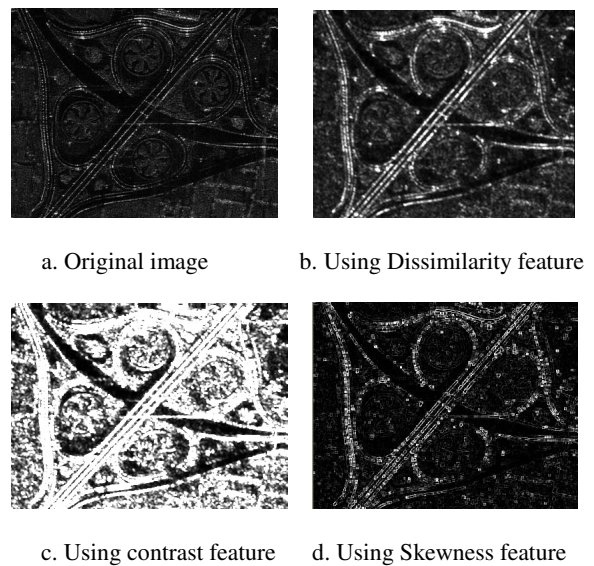 a. Original image
b. Using Dissimilarity feature
c. Using contrast feature
d. Using Skewness feature